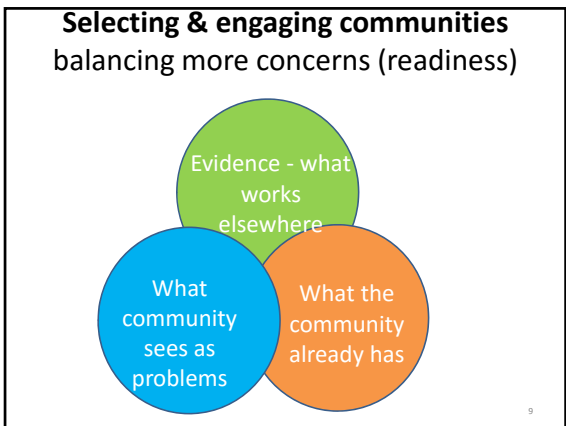 Selecting & engaging communities
balancing more concerns (readiness)
Evidence - what
works
elsewhere
What
community
sees as
problems
What the
community
already has
9